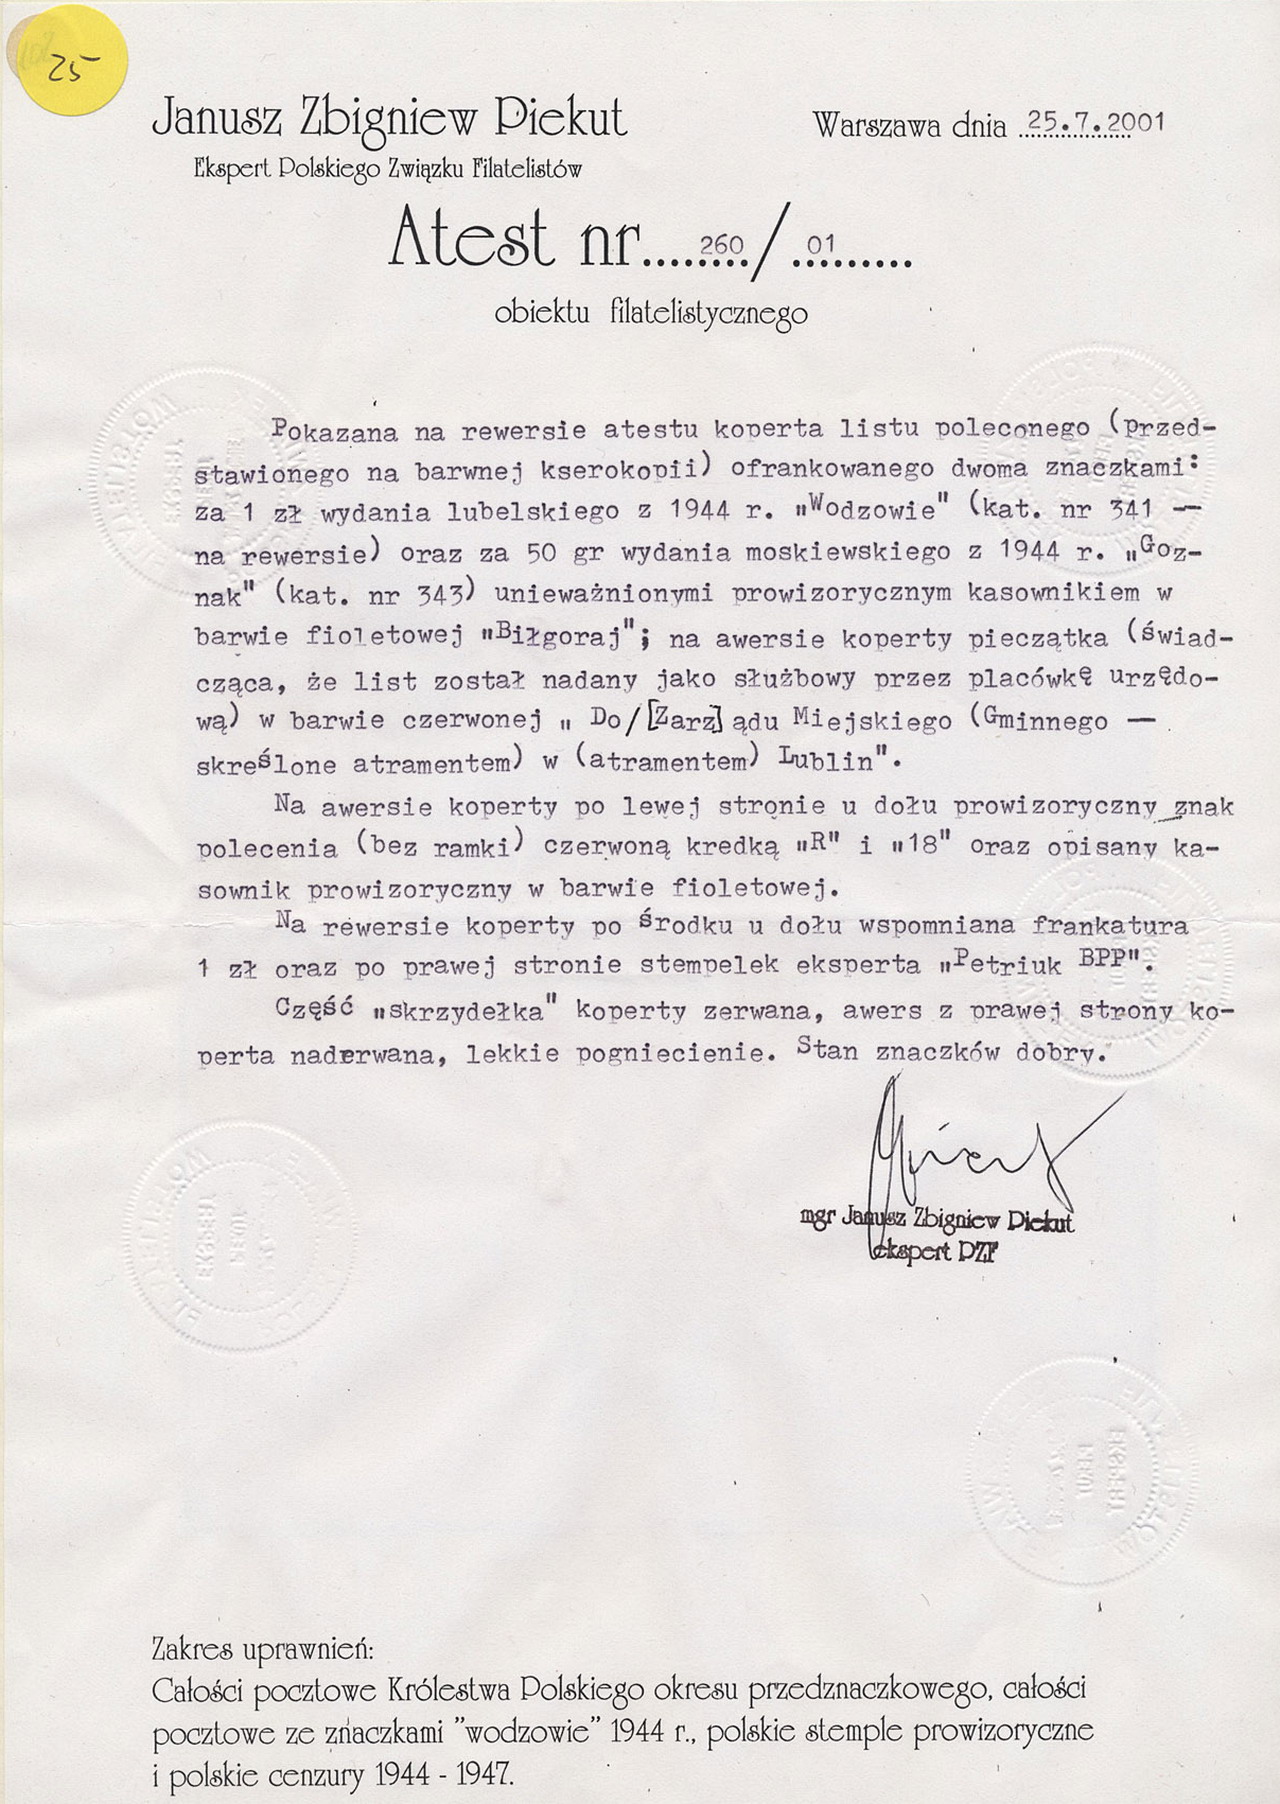 25
Janusz Zbigniew Piekut
Warszawa dnia 25.7.2001
Ekspert Polskiego Związku Filatelistów
Atest nr........260/..01.........
obiektu filatelistycznego
Pokazana na rewersie atestu koperta listu poleconego (przed-
stawionego na barwnej kserokopii) ofrankowanego dwoma znaczkami:
za 1 zł wydania lubelskiego z 1944 r. „Wodzowie" (kat. nr 341 —
na rewersie) oraz za 50 gr wydania moskiewskiego z 1944 r. „Goz-
nak" (kat. nr 343) unieważnionymi prowizorycznym kasownikiem w
barwie fioletowej „Biłgoraj"; na awersie koperty pieczątka (świad-
cząca, że list został nadany jako służbowy przez placówkę urzędo-
wą) w barwie czerwonej „ Do/[Zarz]ądu Miejskiego (Gminnego —
skreślone atramentem) w (atramentem) Lublin".
Na awersie koperty po lewej stronie u dołu prowizoryczny znak
polecenia (bez ramki) czerwoną kredką „R" i „18" oraz opisany ka-
sownik prowizoryczny w barwie fioletowej.
Na rewersie koperty po środku u dołu wspomniana frankatura
1 zł oraz po prawej stronie stempelek eksperta „Petriuk BPP".
Część „skrzydełka" koperty zerwana, awers z prawej strony ko-
perta naderwana, lekkie pogniecienie. Stan znaczków dobry.
mgr Janusz Zbigniew Piekut
ekspert PZF
Zakres uprawnień:
Całości pocztowe Królestwa Polskiego okresu przedznaczkowego, całości
pocztowe ze znaczkami "wodzowie" 1944 r., polskie stemple prowizoryczne
i polskie cenzury 1944 - 1947.